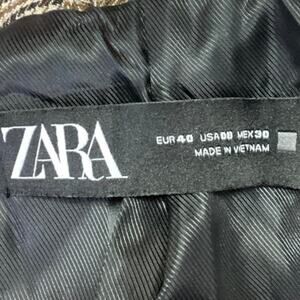 ZARA
EUR 40 USA 08 MEX 30
MADE IN VIETNAM